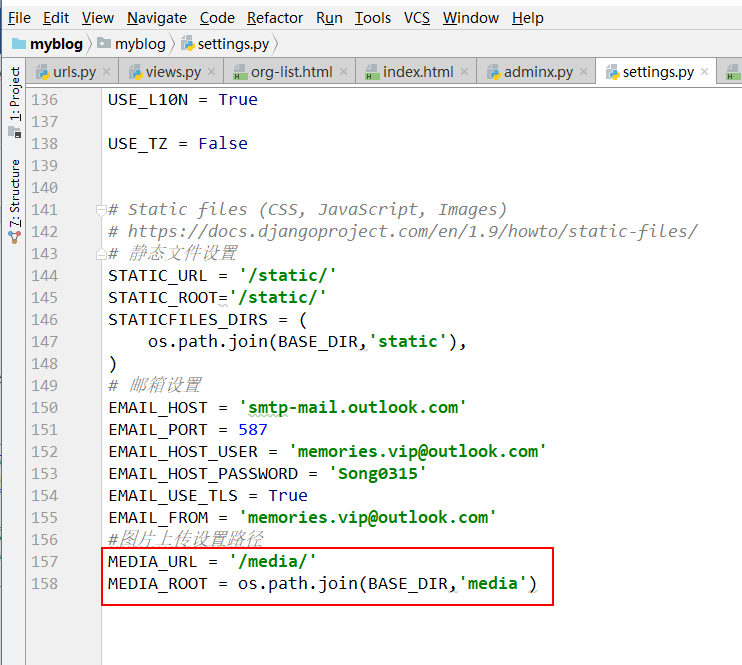 File Edit View Navigate Code Refactor Run Tools VCS Window Help
myblog myblog settings.py
urls.py views.py org-list.html index.html adminx.py settings.py
1: Project
7: Structure
136 USE_L10N = True
137
138 USE_TZ = False
139
140
141 # Static files (CSS, JavaScript, Images)
142 # https://docs.djangoproject.com/en/1.9/howto/static-files/
143 # 静态文件设置
144 STATIC_URL = '/static/'
145 STATIC_ROOT='/static/'
146 STATICFILES_DIRS = (
147     os.path.join(BASE_DIR,'static'),
148 )
149 # 邮箱设置
150 EMAIL_HOST = 'smtp-mail.outlook.com'
151 EMAIL_PORT = 587
152 EMAIL_HOST_USER = 'memories.vip@outlook.com'
153 EMAIL_HOST_PASSWORD = 'Song0315'
154 EMAIL_USE_TLS = True
155 EMAIL_FROM = 'memories.vip@outlook.com'
156 #图片上传设置路径
157 MEDIA_URL = '/media/'
158 MEDIA_ROOT = os.path.join(BASE_DIR,'media')